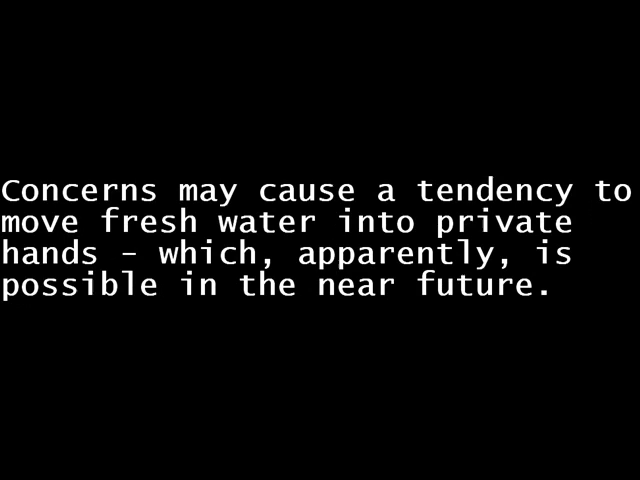 Concerns may cause a tendency to
move fresh water into private
hands - which, apparently, is
possible in the near future.